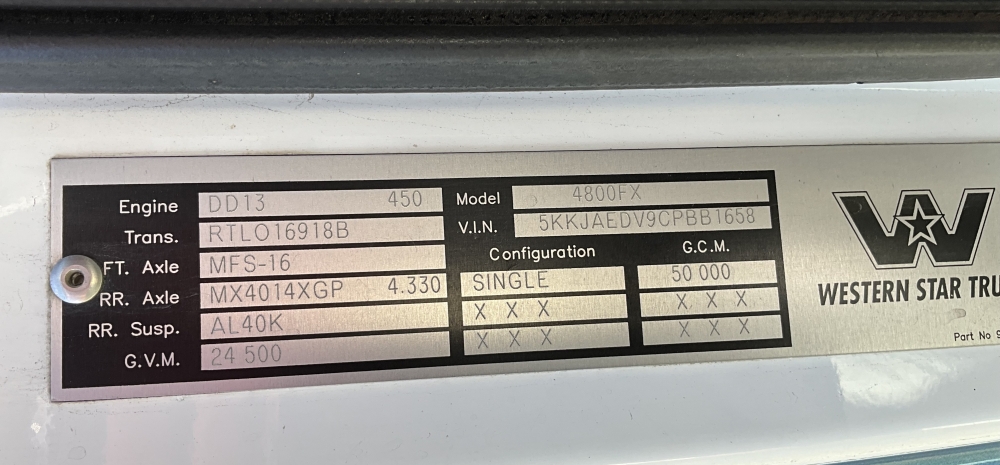 Engine DD13 450
Trans. RTLO16918B
FT. Axle MFS-16
RR. Axle MX4014XGP 4.330
RR. Susp. AL40K
G.V.M. 24 500
Model 4800FX
V.I.N. 5KKJAEDV9CPBB1658
Configuration G.C.M.
SINGLE 50 000
X X X X X X
X X X X X X
WESTERN STAR
Part No